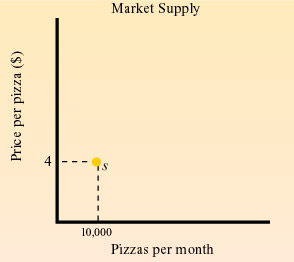 Market Supply
Price per pizza ($)
4
s
10,000
Pizzas per month